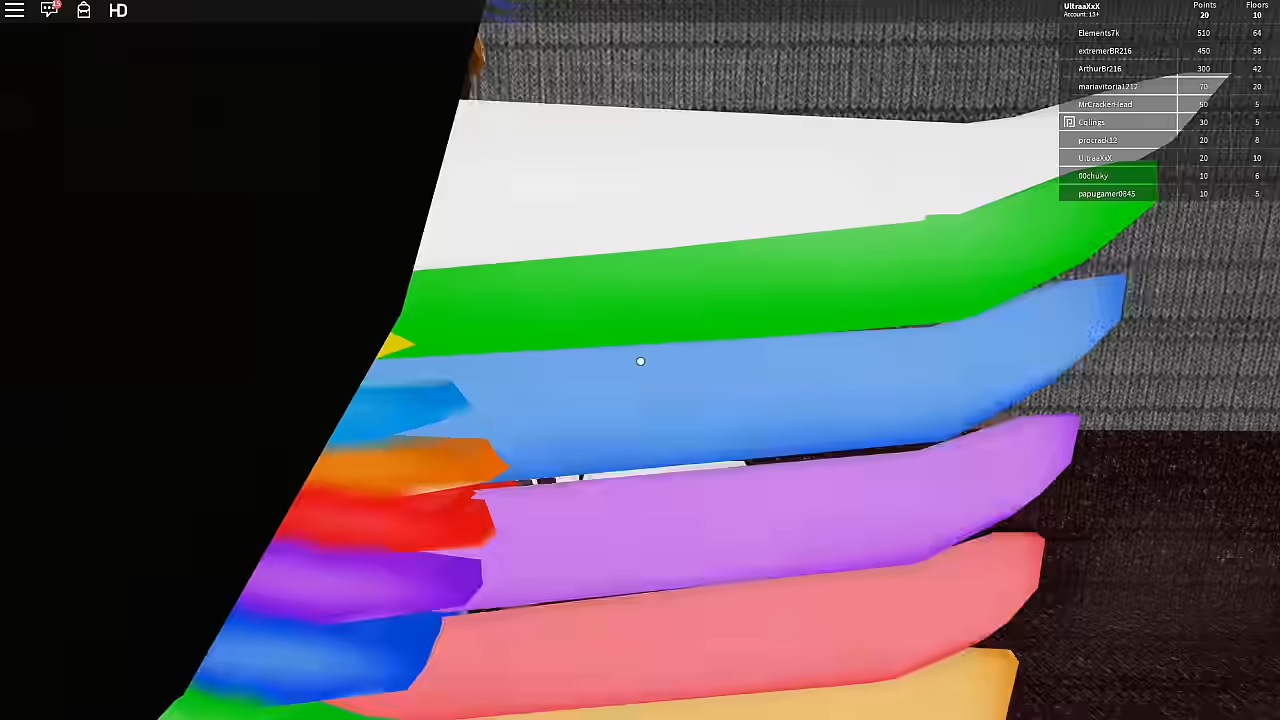 15
HD
UltraaXxX
Account: 13+
Points
20
Floors
10
Elements7k 510 64
extremerBR216 450 58
ArthurBr216 300 42
mariavitoria1212 70 20
MrCrackerHead 50 5
Cqlings 30 5
procrack12 20 8
UltraaXxX 20 10
00chuky 10 6
papugamer0845 10 5